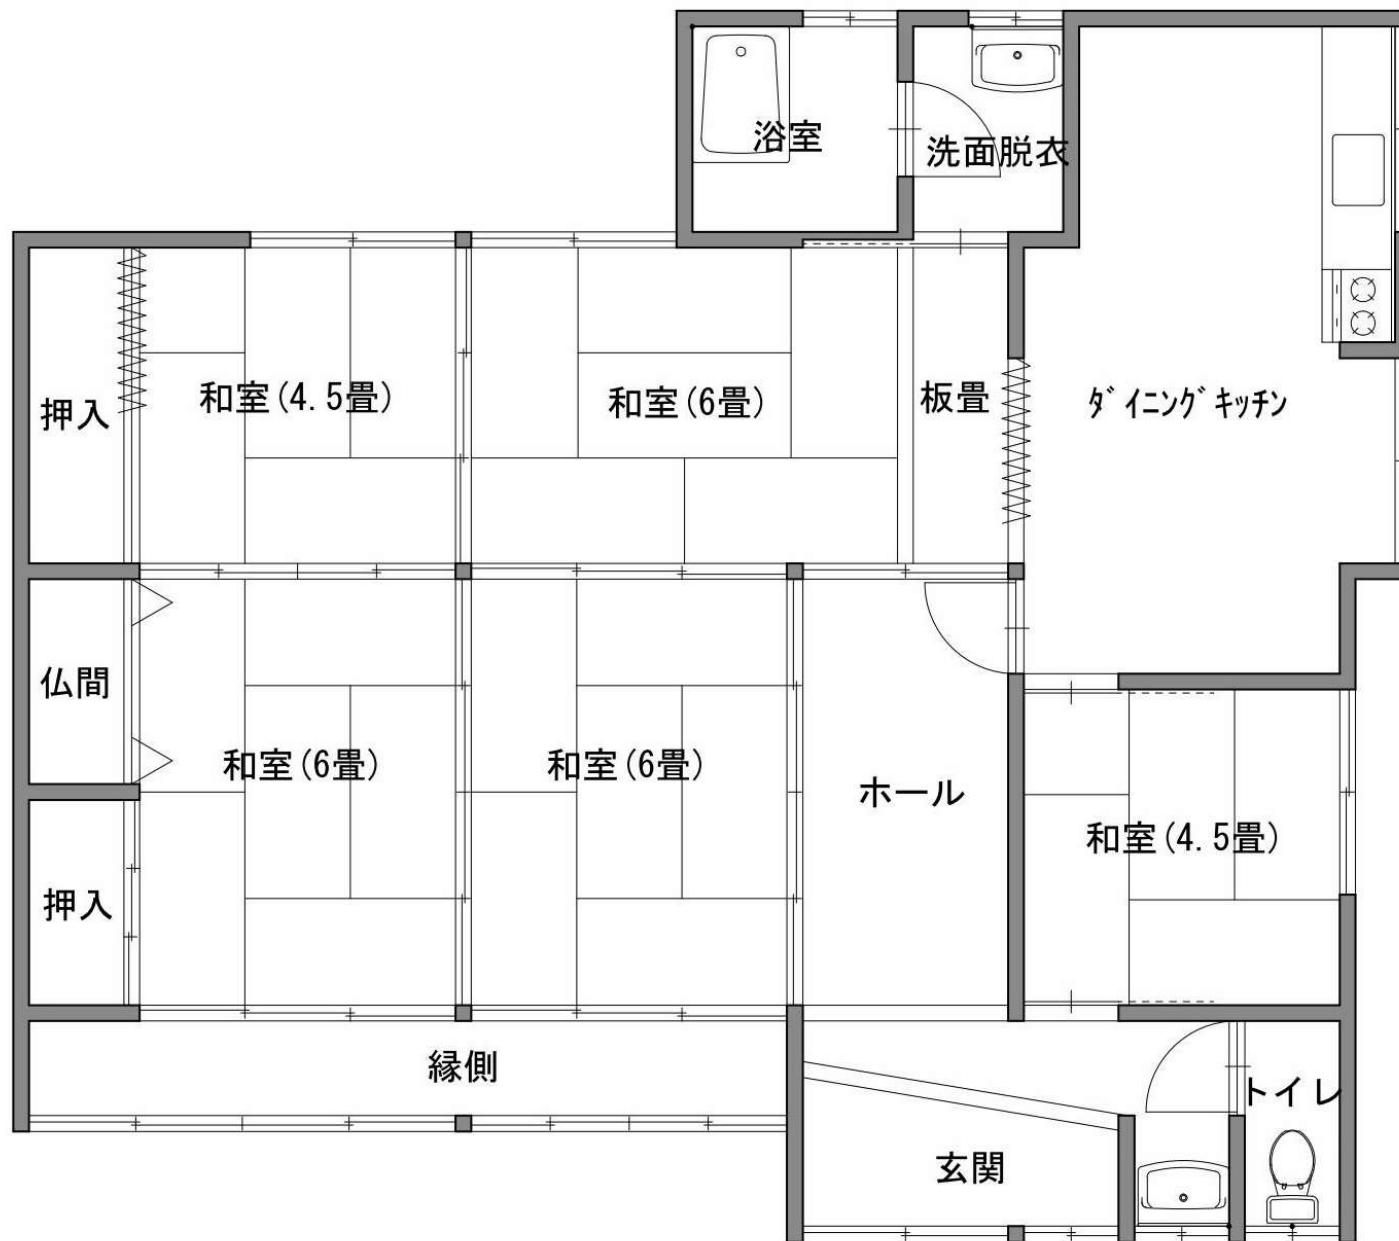 浴室
洗面脱衣
押入
和室(4.5畳)
和室(6畳)
板畳
ﾀﾞｲﾆﾝｸﾞｷｯﾁﾝ
仏間
和室(6畳)
和室(6畳)
ホール
和室(4.5畳)
押入
縁側
トイレ
玄関